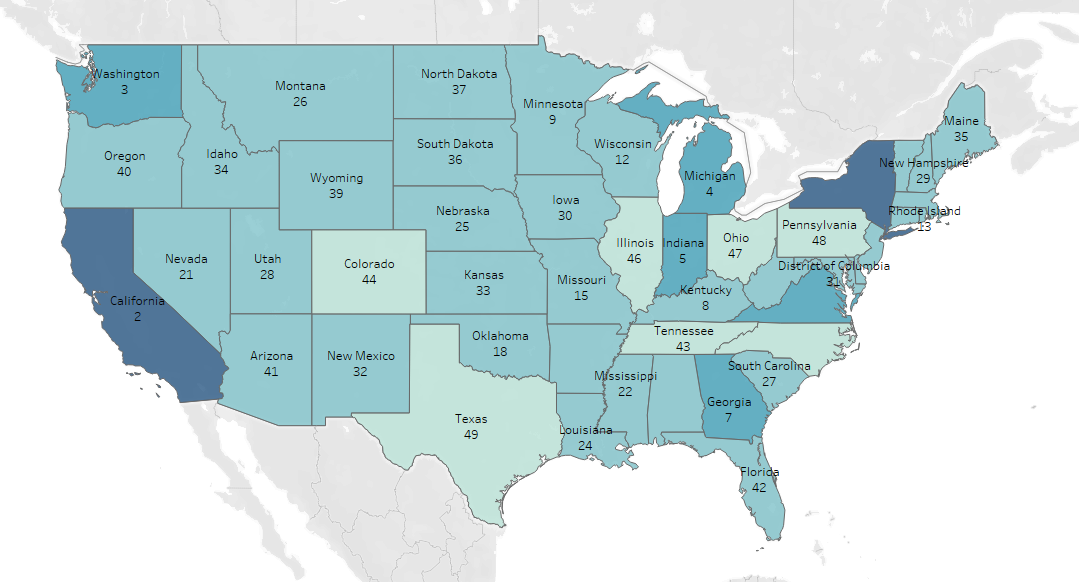 Washington
3
Montana
26
North Dakota
37
Minnesota
9
Maine
35
Oregon
40
Idaho
34
South Dakota
36
Wisconsin
12
New Hampshire
29
Wyoming
39
Michigan
4
Nebraska
25
Iowa
30
Rhode Island
13
Pennsylvania
48
Nevada
21
Utah
28
Colorado
44
Kansas
33
Missouri
15
Illinois
46
Indiana
5
Ohio
47
District of Columbia
31
Kentucky
8
California
2
Arizona
41
New Mexico
32
Oklahoma
18
Tennessee
43
South Carolina
27
Mississippi
22
Georgia
7
Texas
49
Louisiana
24
Florida
42